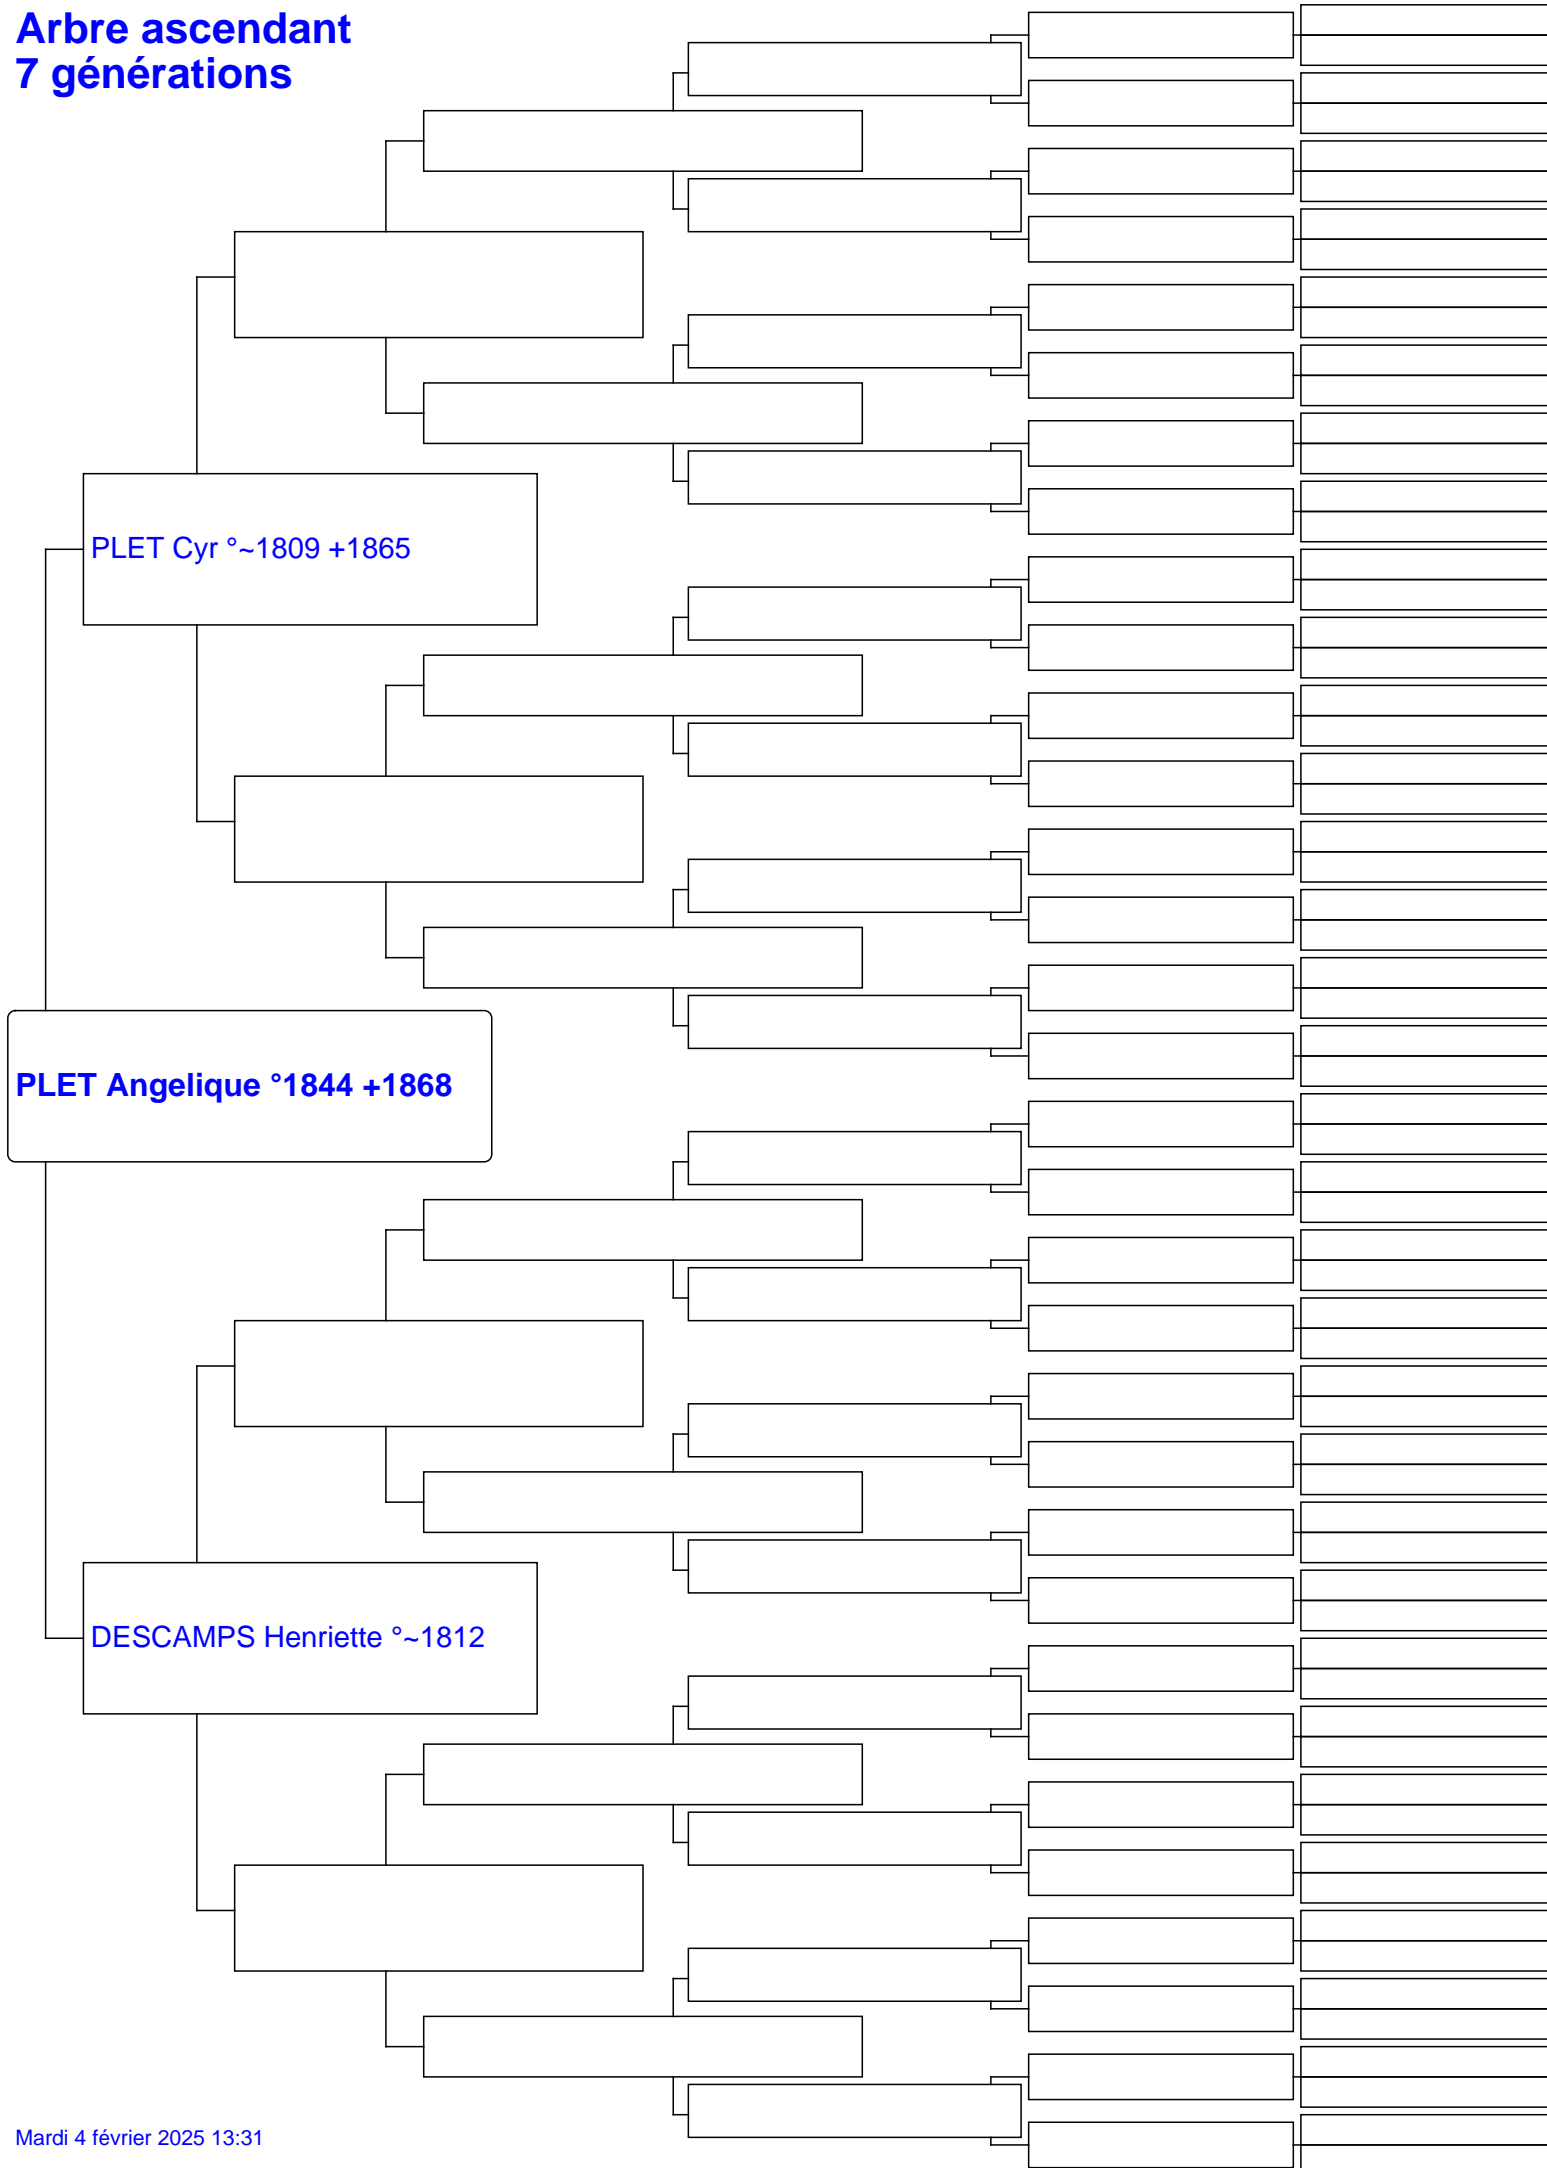 Arbre ascendant
7 générations
PLET Cyr °~1809 +1865
PLET Angelique °1844 +1868
DESCAMPS Henriette °~1812
Mardi 4 février 2025 13:31